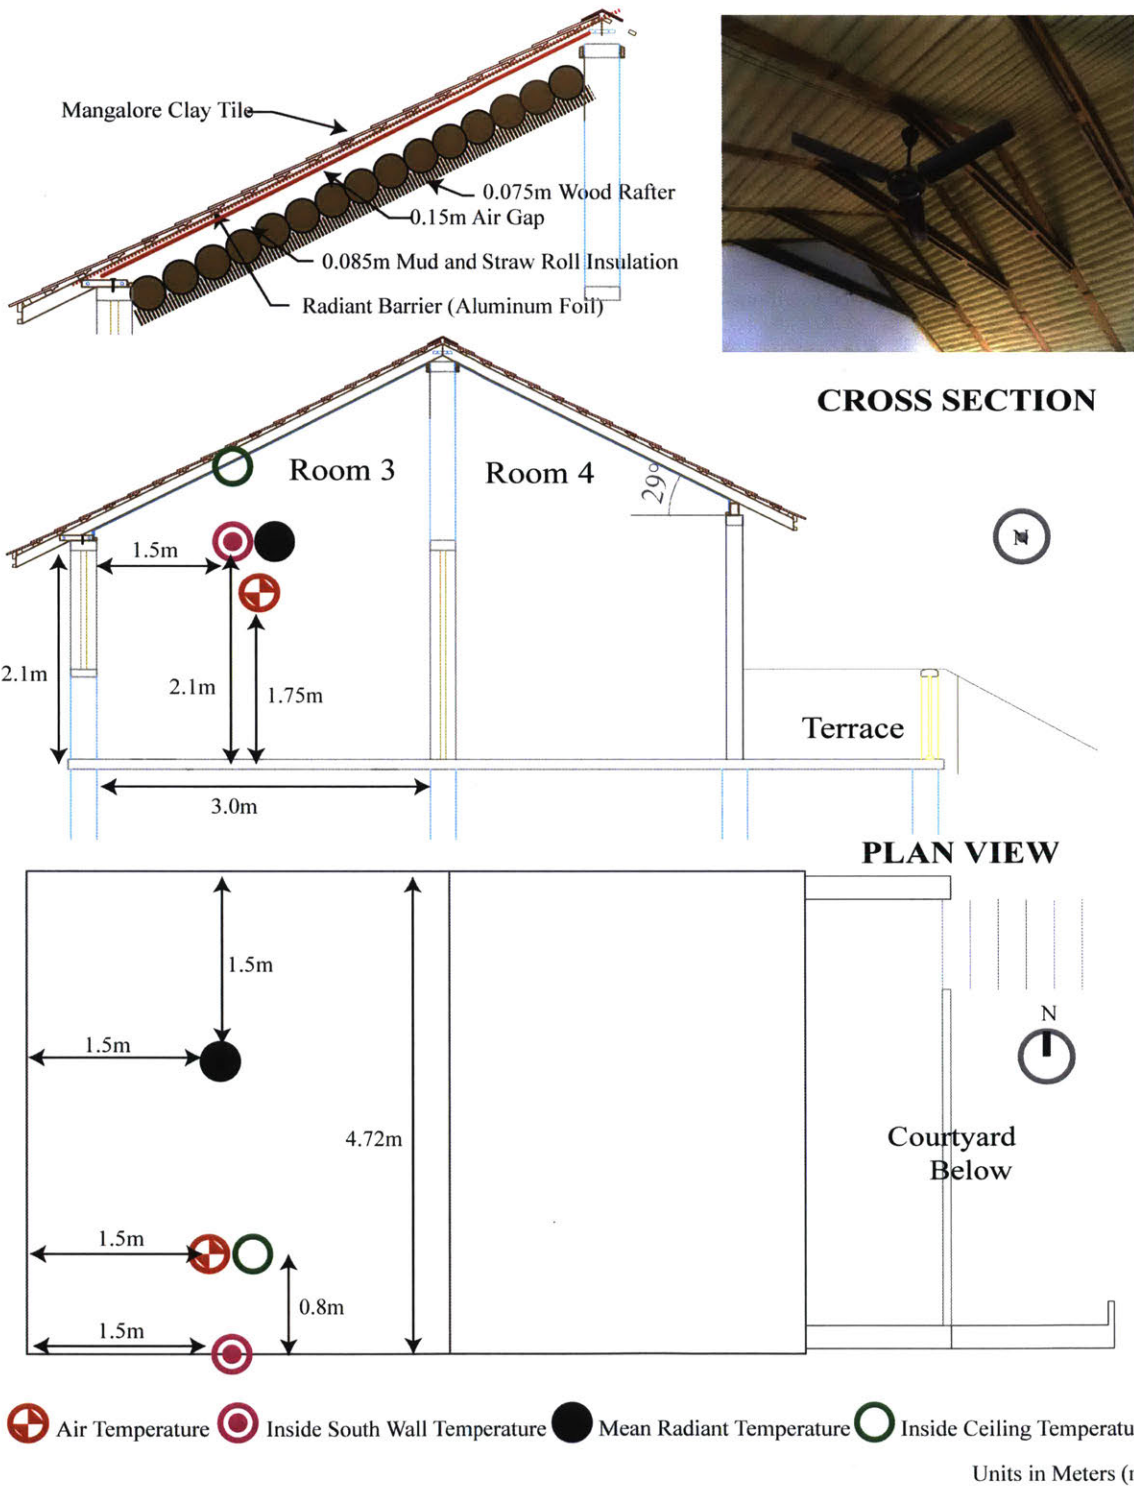 Mangalore Clay Tile
0.075m Wood Rafter
0.15m Air Gap
0.085m Mud and Straw Roll Insulation
Radiant Barrier (Aluminum Foil)
CROSS SECTION
Room 3
Room 4
29°
N
1.5m
2.1m
2.1m
1.75m
Terrace
3.0m
PLAN VIEW
1.5m
N
1.5m
4.72m
Courtyard
Below
1.5m
0.8m
1.5m
Air Temperature Inside South Wall Temperature Mean Radiant Temperature Inside Ceiling Temperatu
Units in Meters (